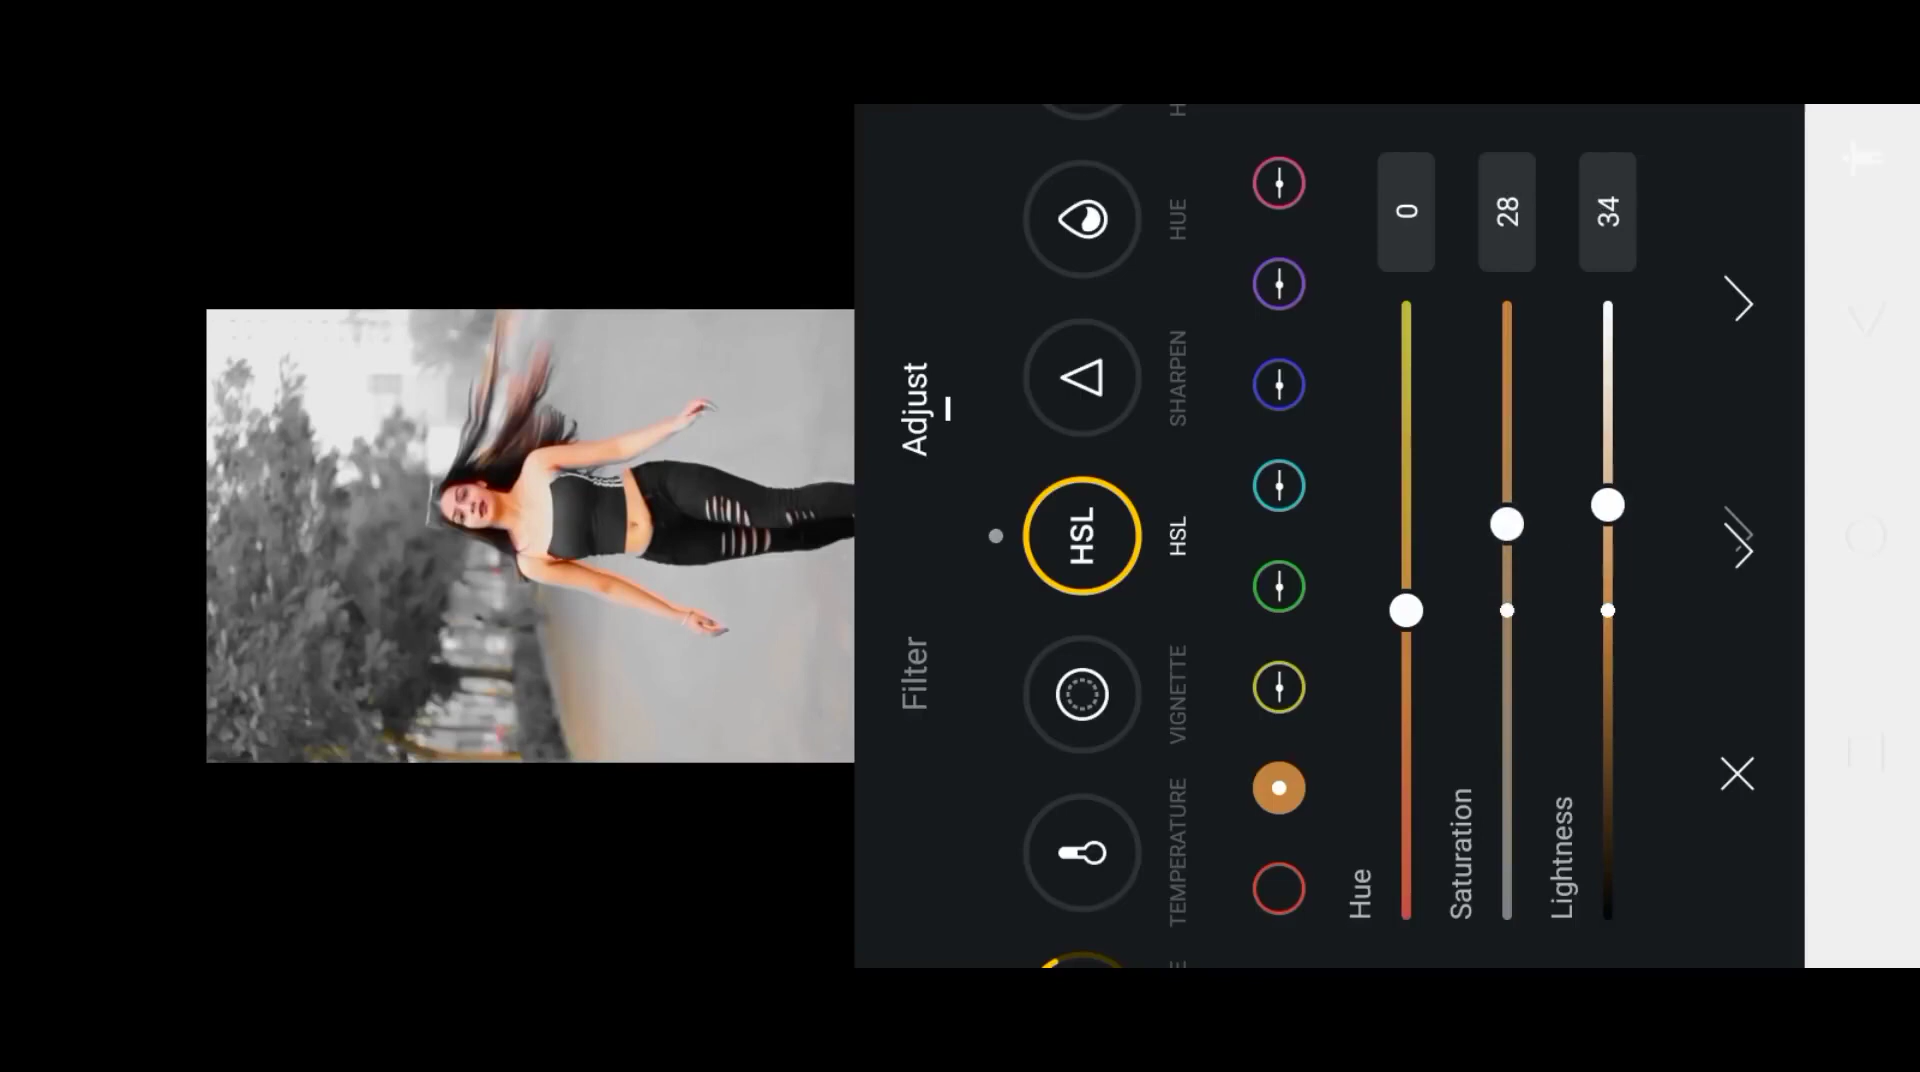 Filter
Adjust
TEMPERATURE
VIGNETTE
HSL
HSL
SHARPEN
HUE
Hue
0
Saturation
28
Lightness
34